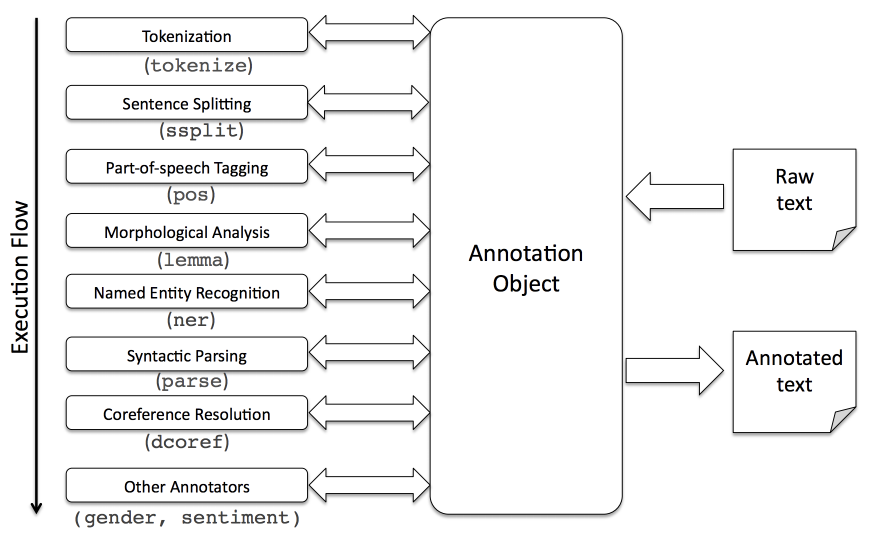 Execution Flow
Tokenization
(tokenize)
Sentence Splitting
(ssplit)
Part-of-speech Tagging
(pos)
Morphological Analysis
(lemma)
Named Entity Recognition
(ner)
Syntactic Parsing
(parse)
Coreference Resolution
(dcoref)
Other Annotators
(gender, sentiment)
Annotation
Object
Raw
text
Annotated
text